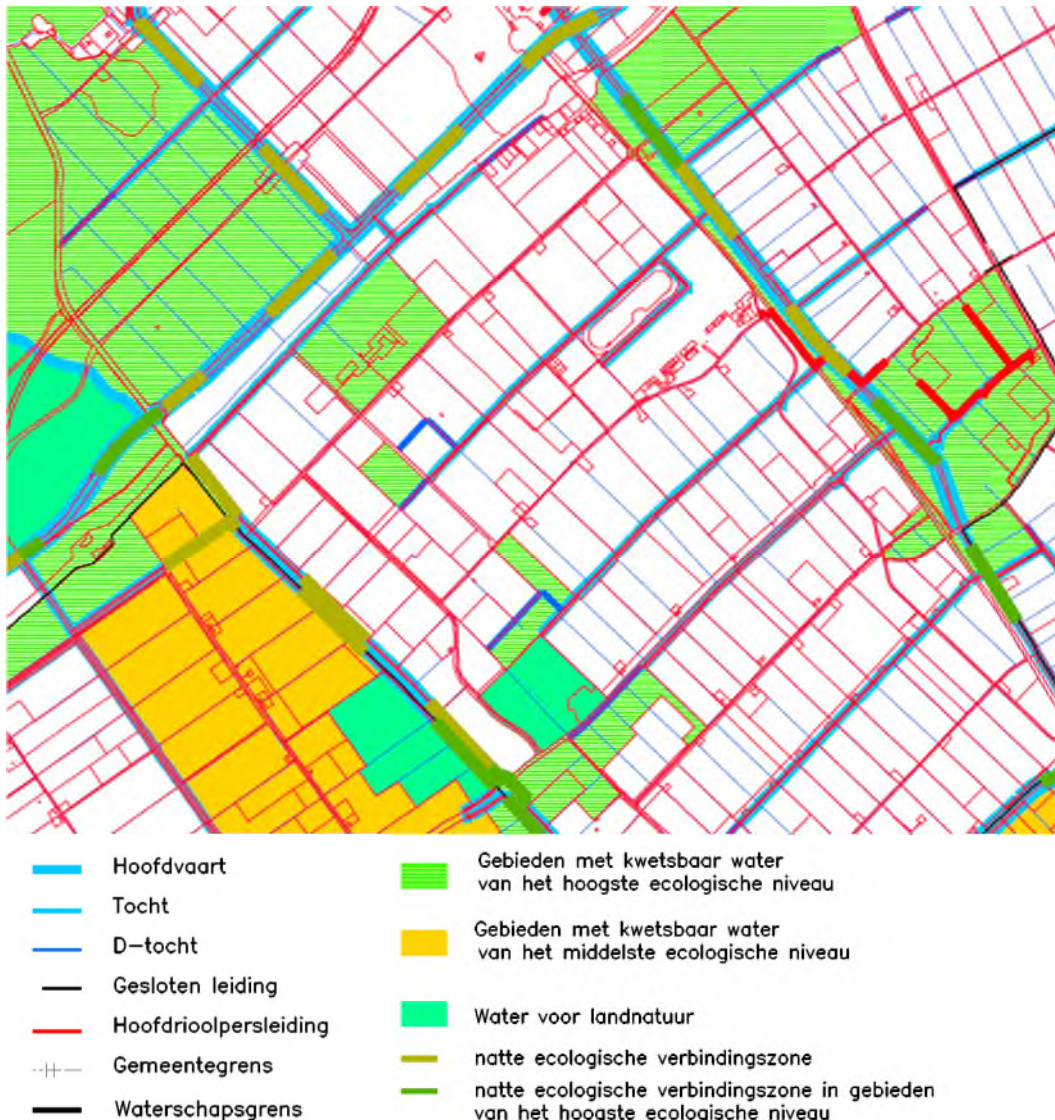 Hoofdvaart
Tocht
D-tocht
Gesloten leiding
Hoofdrioolpersleiding
Gemeentegrens
Waterschapsgrens
Gebieden met kwetsbaar water
van het hoogste ecologische niveau
Gebieden met kwetsbaar water
van het middelste ecologische niveau
Water voor landnatuur
natte ecologische verbindingszone
natte ecologische verbindingszone in gebieden
van het hoogste ecologische niveau